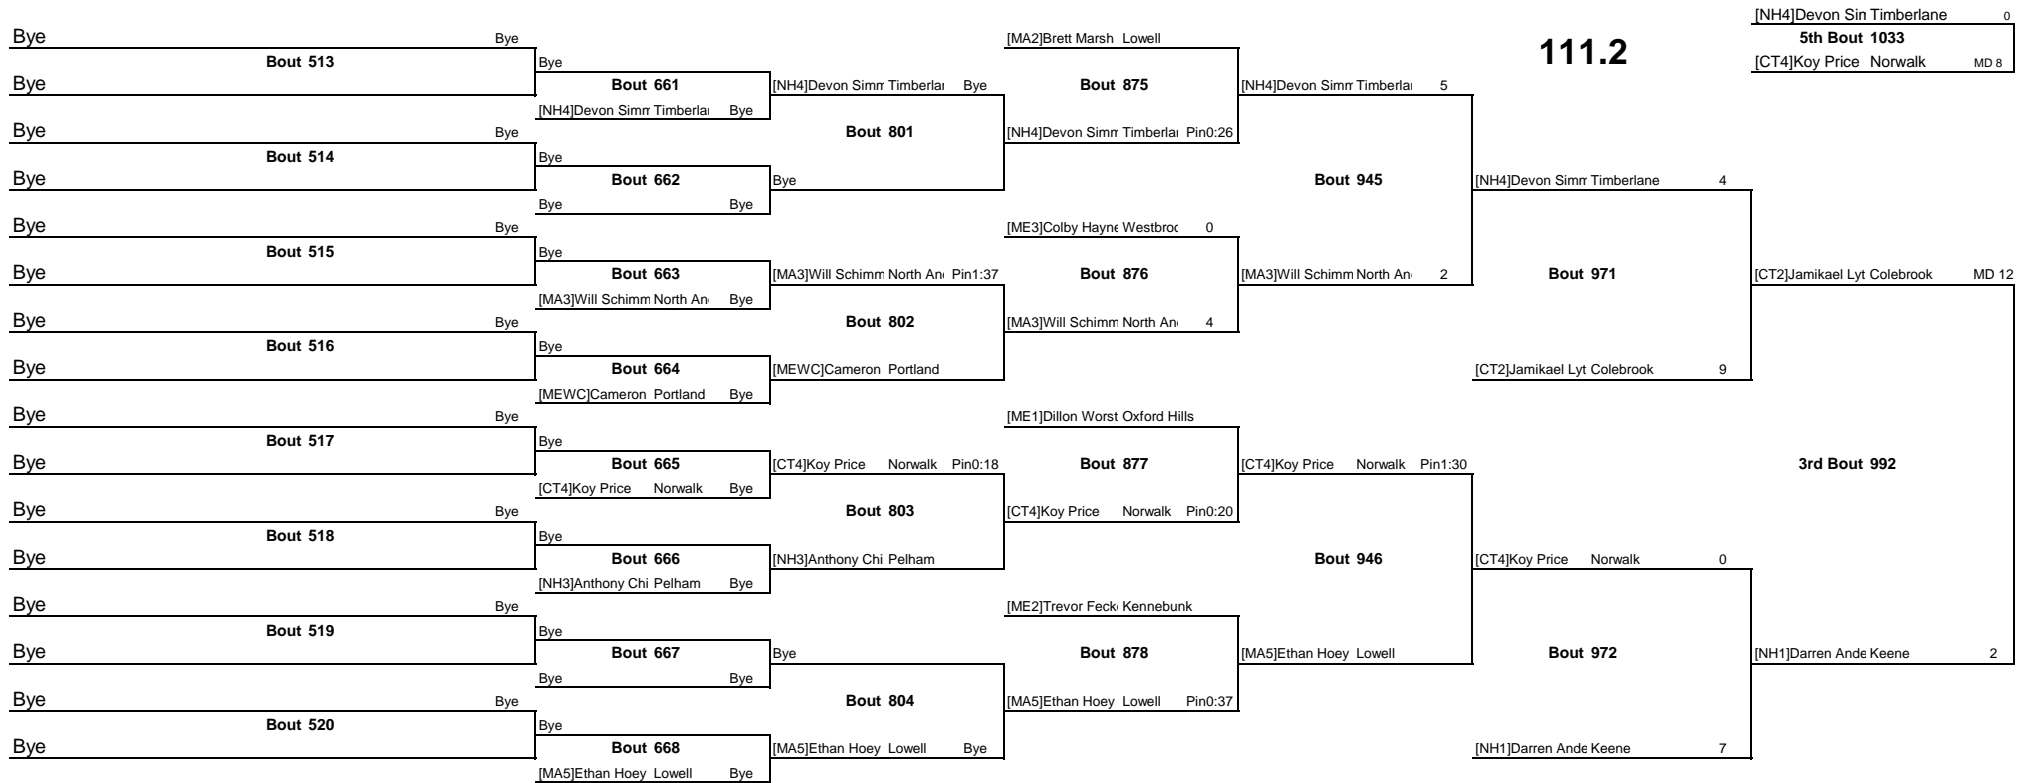 [NH4]Devon Sin Timberlane 0
Bye Bye [MA2]Brett Marsh Lowell 111.2 5th Bout 1033
Bout 513 Bye [CT4]Koy Price Norwalk MD 8
Bye Bout 661 [NH4]Devon Simm Timberlar Bye Bout 875 [NH4]Devon Simm Timberlar 5
[NH4]Devon Simm Timberlar Bye
Bye Bye Bout 801 [NH4]Devon Simm Timberlar Pin0:26
Bout 514 Bye
Bye Bout 662 Bye Bout 945 [NH4]Devon Simm Timberlane 4
Bye Bye
Bye Bye [ME3]Colby Hayne Westbroo 0
Bout 515 Bye
Bye Bout 663 [MA3]Will Schimm North And Pin1:37 Bout 876 [MA3]Will Schimm North And 2 Bout 971 [CT2]Jamikael Lyt Colebrook MD 12
[MA3]Will Schimm North And Bye
Bye Bye Bout 802 [MA3]Will Schimm North And 4
Bout 516 Bye
Bye Bout 664 [MEWC]Cameron Portland [CT2]Jamikael Lyt Colebrook 9
[MEWC]Cameron Portland Bye
Bye Bye [ME1]Dillon Worst Oxford Hills
Bout 517 Bye
Bye Bout 665 [CT4]Koy Price Norwalk Pin0:18 Bout 877 [CT4]Koy Price Norwalk Pin1:30 3rd Bout 992
[CT4]Koy Price Norwalk Bye
Bye Bye Bout 803 [CT4]Koy Price Norwalk Pin0:20
Bout 518 Bye
Bye Bout 666 [NH3]Anthony Chi Pelham Bout 946 [CT4]Koy Price Norwalk 0
[NH3]Anthony Chi Pelham Bye
Bye Bye [ME2]Trevor Feck Kennebunk
Bout 519 Bye
Bye Bout 667 Bye Bout 878 [MA5]Ethan Hoey Lowell Bout 972 [NH1]Darren Ande Keene 2
Bye Bye
Bye Bye Bout 804 [MA5]Ethan Hoey Lowell Pin0:37
Bout 520 Bye
Bye Bout 668 [MA5]Ethan Hoey Lowell Bye [NH1]Darren Ande Keene 7
[MA5]Ethan Hoey Lowell Bye